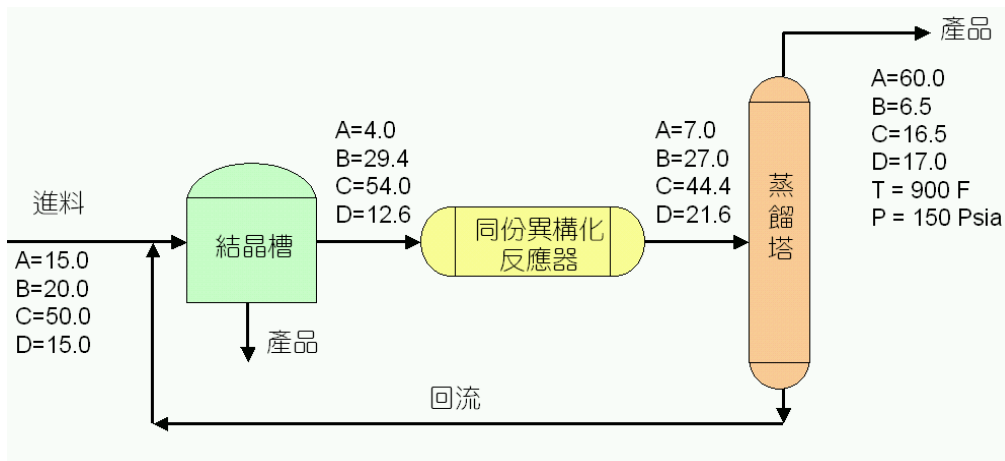 進料
A=15.0
B=20.0
C=50.0
D=15.0
結晶槽
產品
A=4.0
B=29.4
C=54.0
D=12.6
同份異構化
反應器
A=7.0
B=27.0
C=44.4
D=21.6
蒸餾塔
產品
A=60.0
B=6.5
C=16.5
D=17.0
T = 900 F
P = 150 Psia
回流